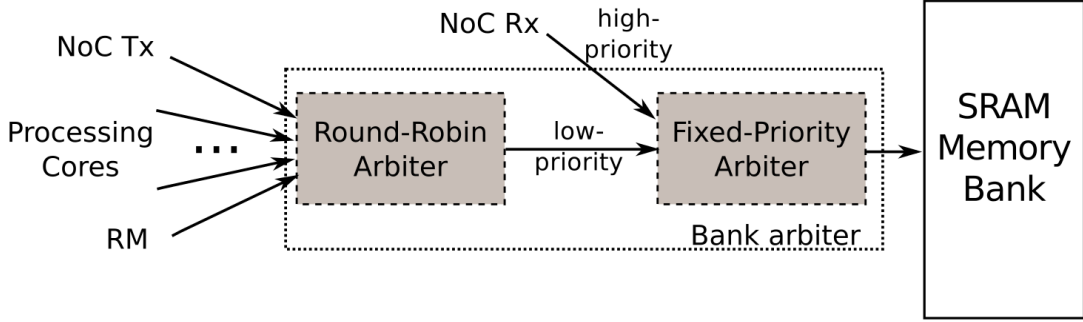 NoC Tx
Processing
Cores
...
RM
Round-Robin
Arbiter
low-
priority
NoC Rx
high-
priority
Fixed-Priority
Arbiter
Bank arbiter
SRAM
Memory
Bank